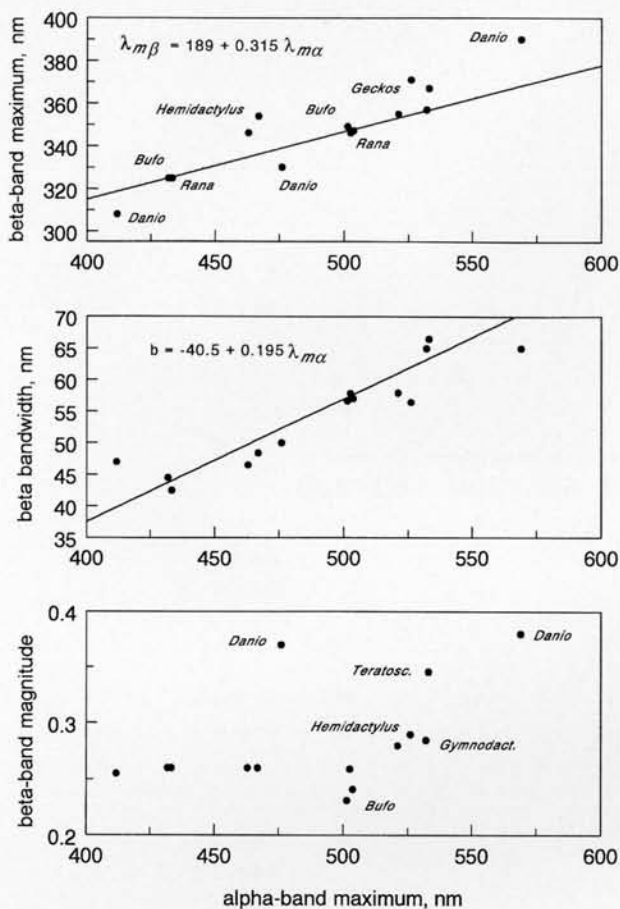 400
380
360
340
320
300
beta-band maximum, nm
λmβ = 189 + 0.315 λmα
Danio
Geckos
Hemidactylus
Bufo
Rana
Bufo
Rana
Danio
Danio
400 450 500 550 600
70
65
60
55
50
45
40
35
beta bandwidth, nm
b = -40.5 + 0.195 λmα
400 450 500 550 600
0.4
0.3
0.2
beta-band magnitude
Danio
Danio
Teratosc.
Hemidactylus
Gymnodact.
Bufo
400 450 500 550 600
alpha-band maximum, nm